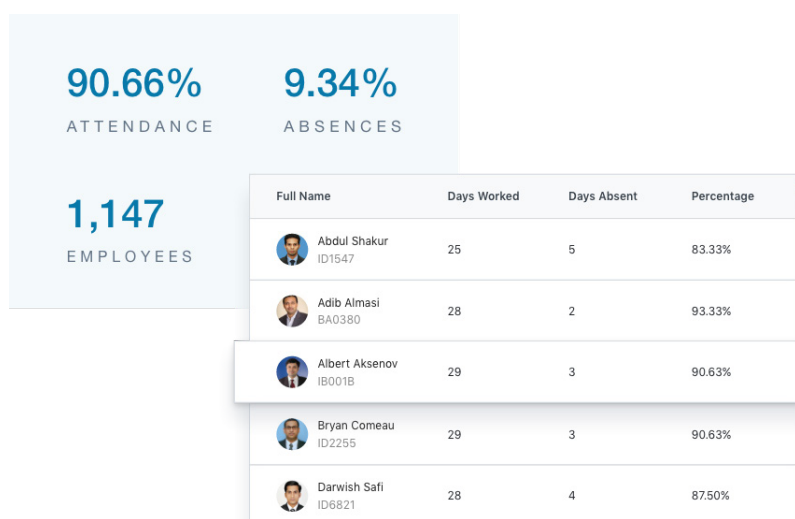 90.66% 9.34%
ATTENDANCE ABSENCES
1,147
EMPLOYEES
Full Name Days Worked Days Absent Percentage
Abdul Shakur
ID1547
25 5 83.33%
Adib Almasi
BA0380
28 2 93.33%
Albert Aksenov
IB001B
29 3 90.63%
Bryan Comeau
ID2255
29 3 90.63%
Darwish Safi
ID6821
28 4 87.50%